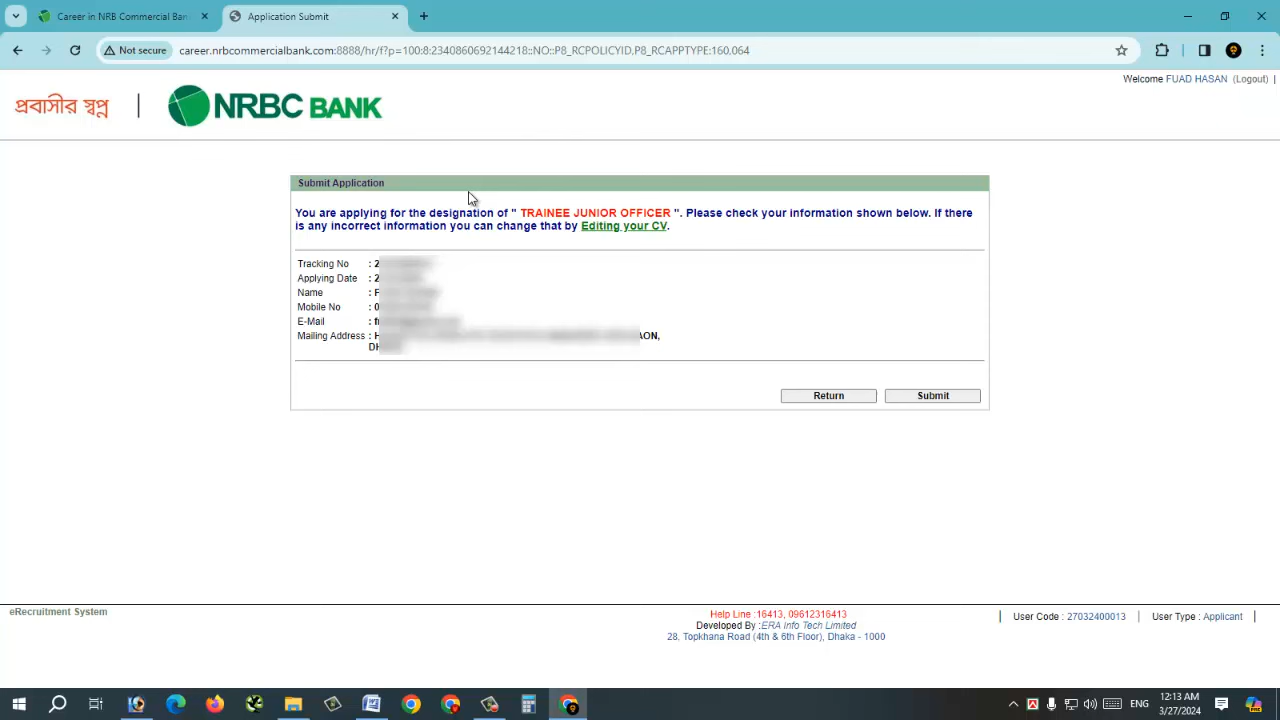 Career in NRB Commercial Ban
Application Submit
Not secure
career.nrbcommercialbank.com:8888/hr/f?p=100:8:2340860692144218::NO::P8_RCPOLICYID,P8_RCAPPTYPE:160,064
Welcome FUAD HASAN (Logout) |
প্রবাসীর স্বপ্ন | NRBC BANK
Submit Application
You are applying for the designation of " TRAINEE JUNIOR OFFICER ". Please check your information shown below. If there
is any incorrect information you can change that by Editing your CV.
Tracking No : 2
Applying Date : 2
Name : F
Mobile No : 0
E-Mail : f
Mailing Address : H AON,
DH
Return Submit
eRecruitment System
Help Line :16413, 09612316413
Developed By :ERA Info Tech Limited
28, Topkhana Road (4th & 6th Floor), Dhaka - 1000
| User Code : 27032400013 | User Type : Applicant |
ENG
12:13 AM
3/27/2024